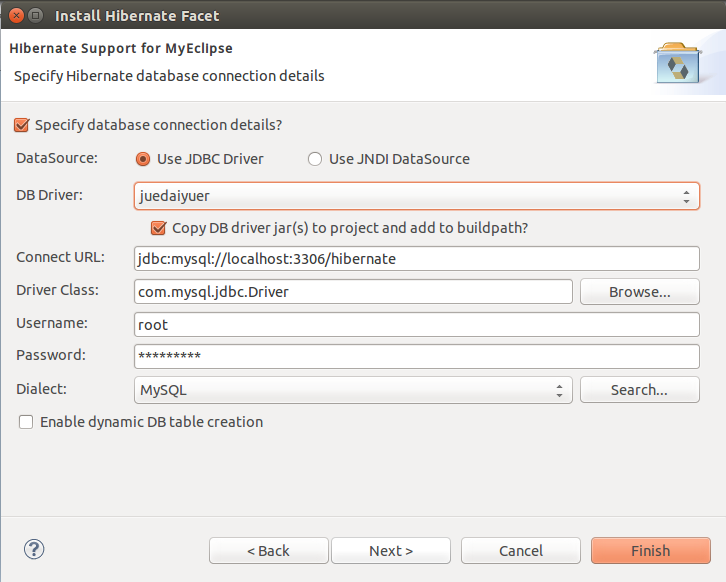 Install Hibernate Facet
Hibernate Support for MyEclipse
Specify Hibernate database connection details
Specify database connection details?
DataSource: Use JDBC Driver Use JNDI DataSource
DB Driver: juedaiyuer
Copy DB driver jar(s) to project and add to buildpath?
Connect URL: jdbc:mysql://localhost:3306/hibernate
Driver Class: com.mysql.jdbc.Driver Browse...
Username: root
Password: *********
Dialect: MySQL Search...
Enable dynamic DB table creation
? < Back Next > Cancel Finish